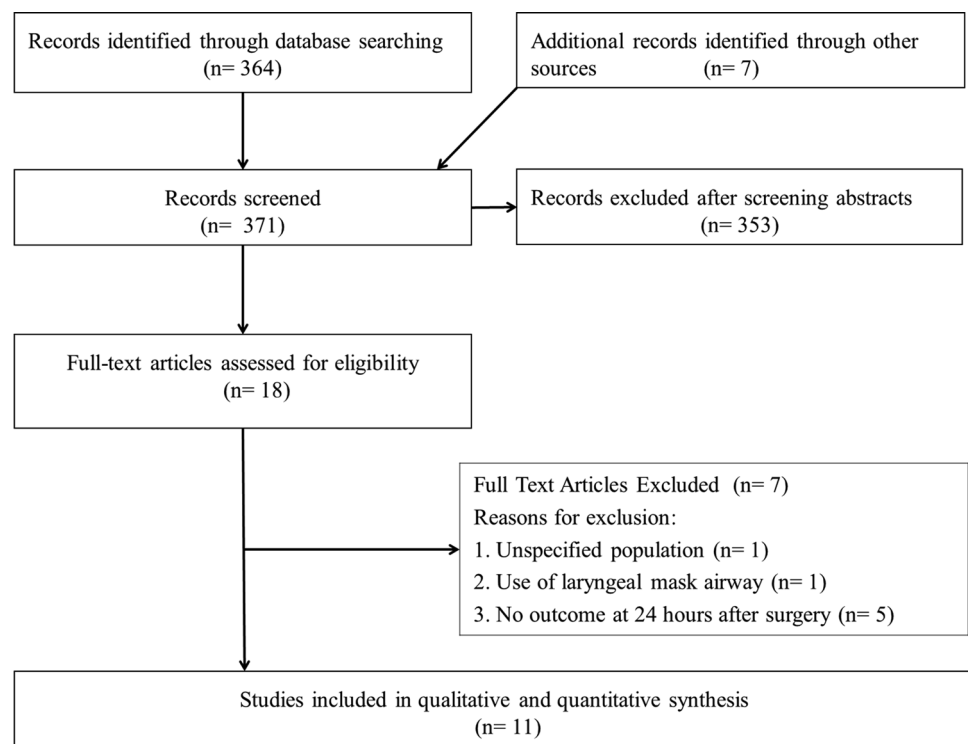 Records identified through database searching
(n= 364)
Additional records identified through other
sources (n= 7)
Records screened
(n= 371)
Records excluded after screening abstracts
(n= 353)
Full-text articles assessed for eligibility
(n= 18)
Full Text Articles Excluded (n= 7)
Reasons for exclusion:
1. Unspecified population (n= 1)
2. Use of laryngeal mask airway (n= 1)
3. No outcome at 24 hours after surgery (n= 5)
Studies included in qualitative and quantitative synthesis
(n= 11)